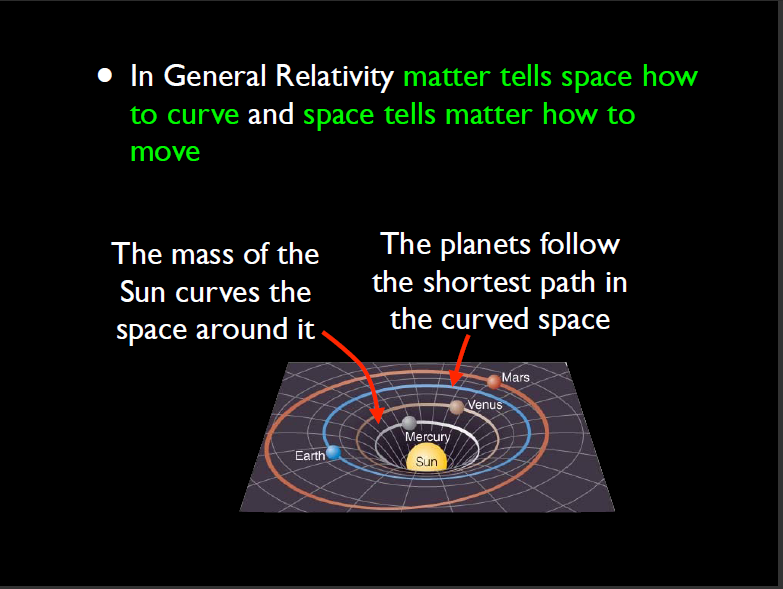 • In General Relativity matter tells space how
to curve and space tells matter how to
move
The mass of the
Sun curves the
space around it
The planets follow
the shortest path in
the curved space
Mars
Venus
Mercury
Earth
Sun